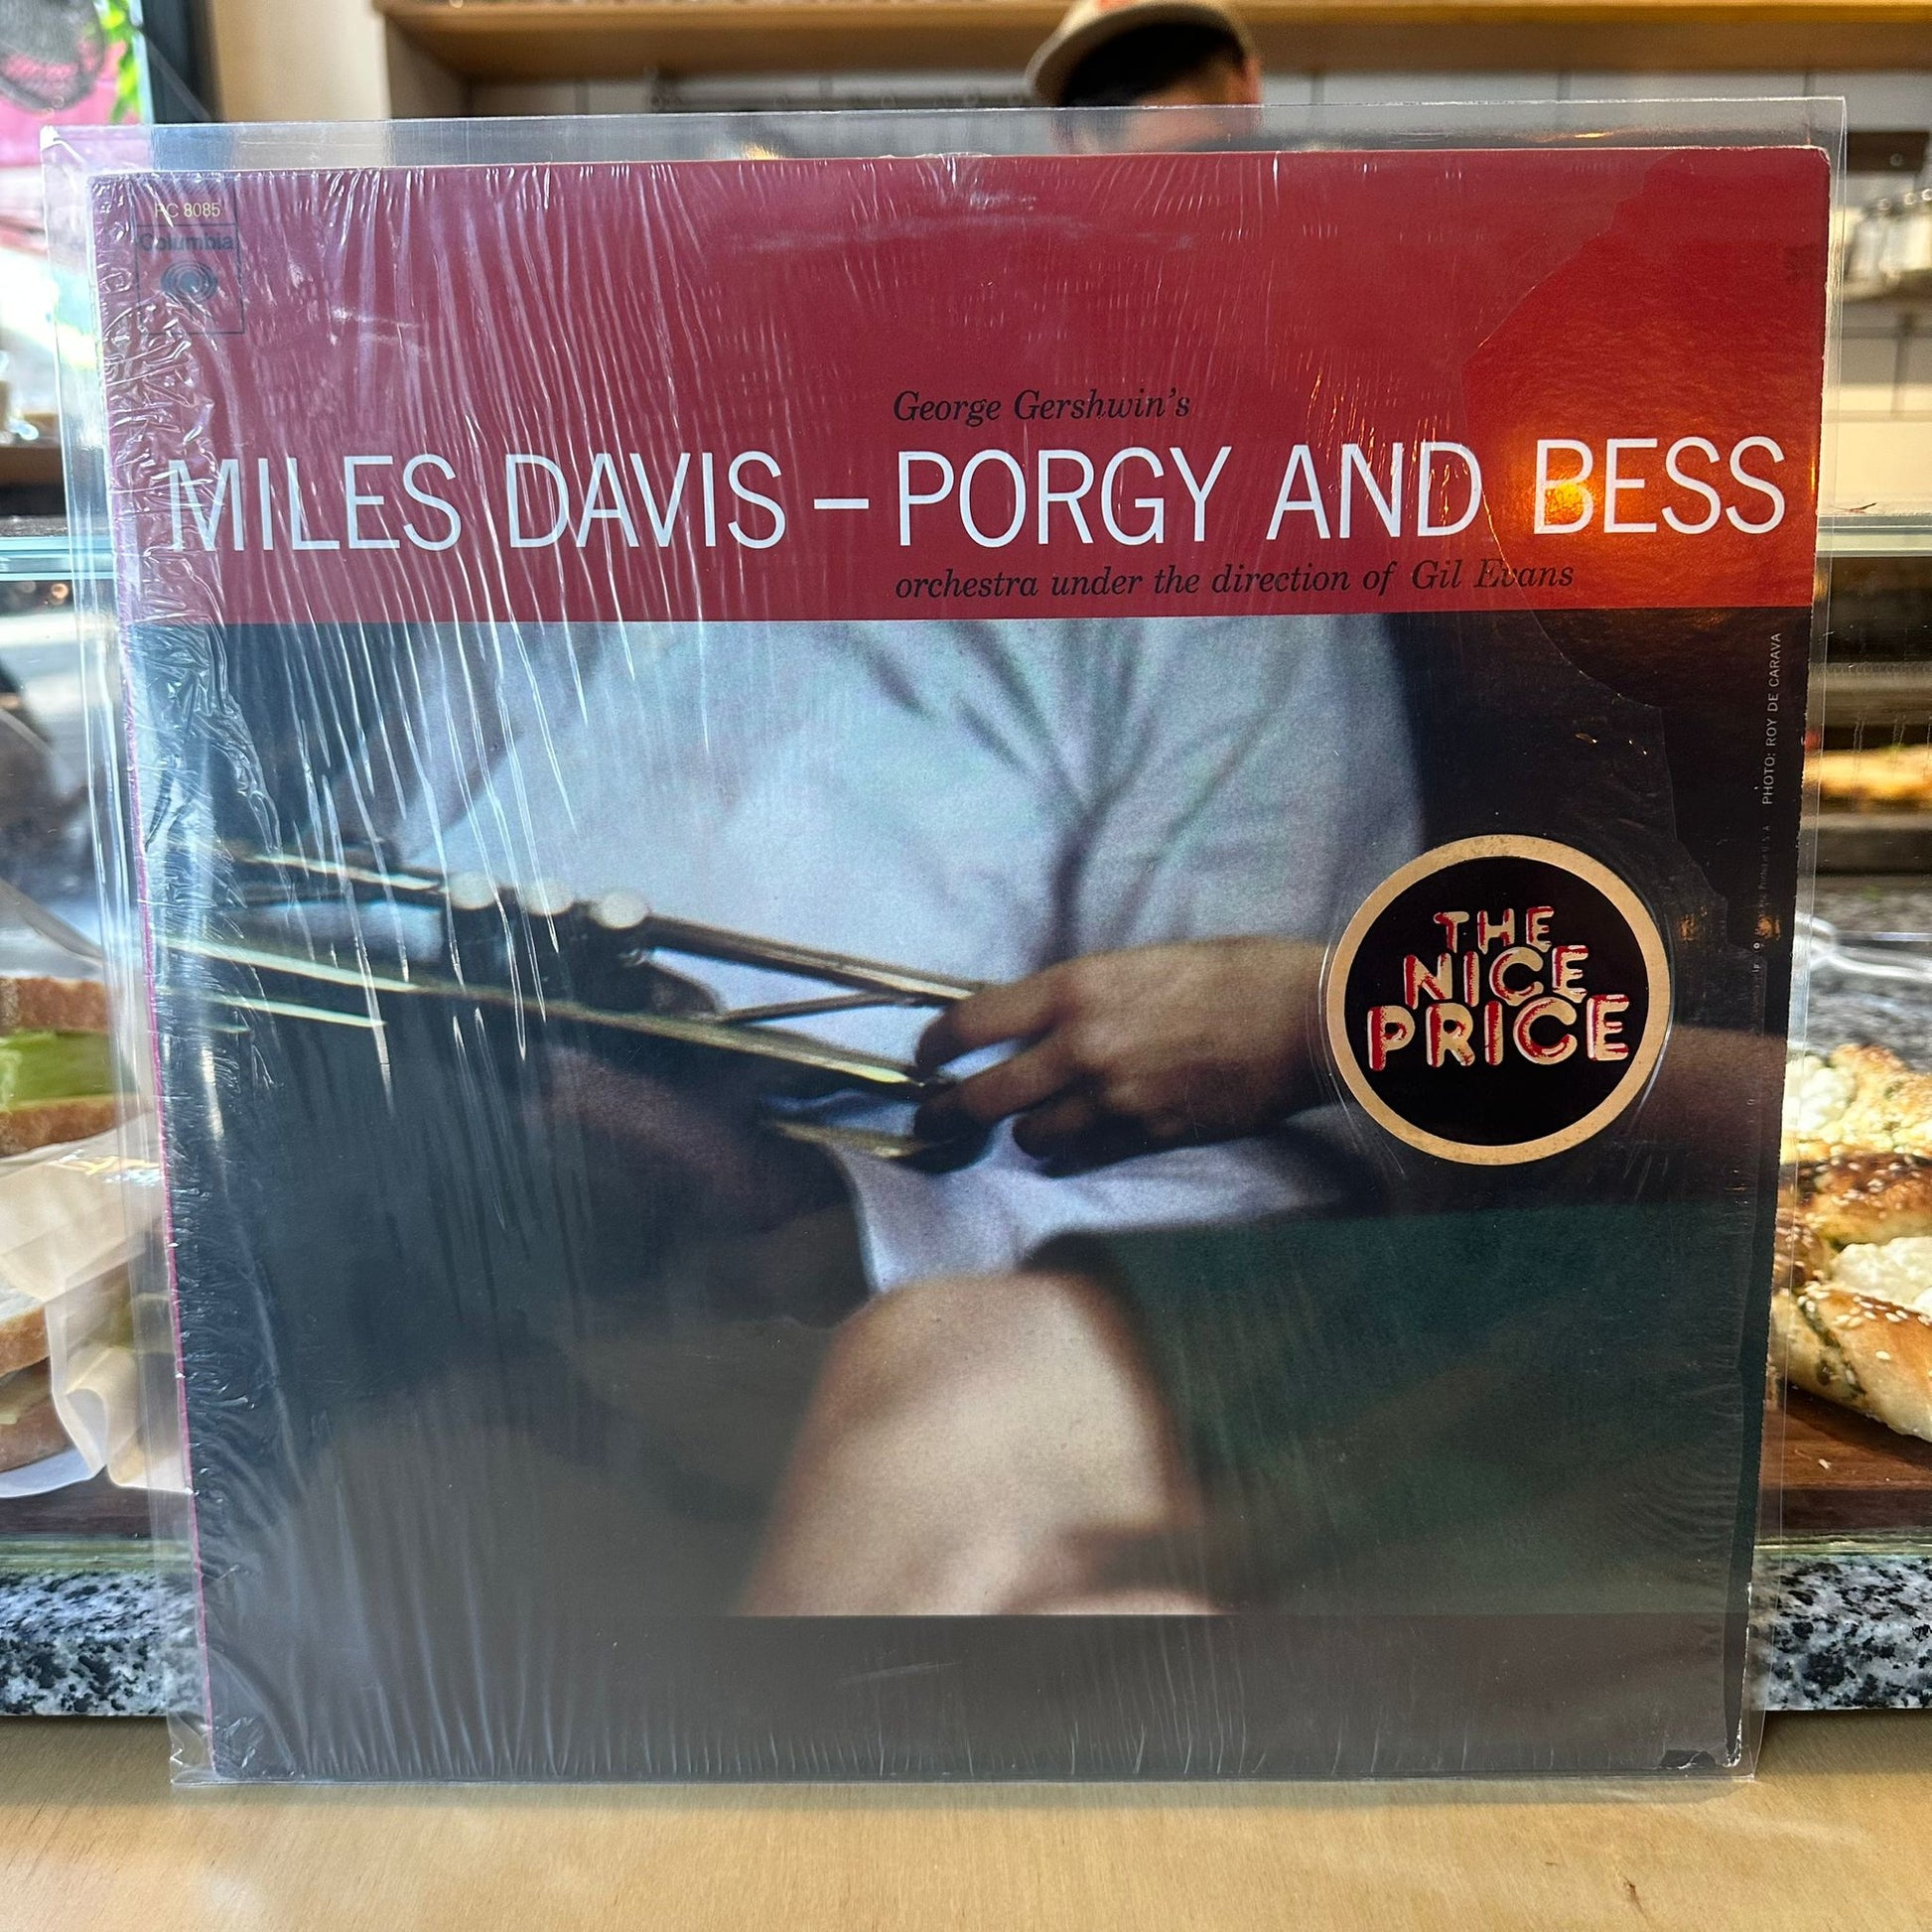 PC 8085
Columbia
George Gershwin's
MILES DAVIS – PORGY AND BESS
orchestra under the direction of Gil Evans
PHOTO: ROY DE CARAVA
THE
NICE
PRICE